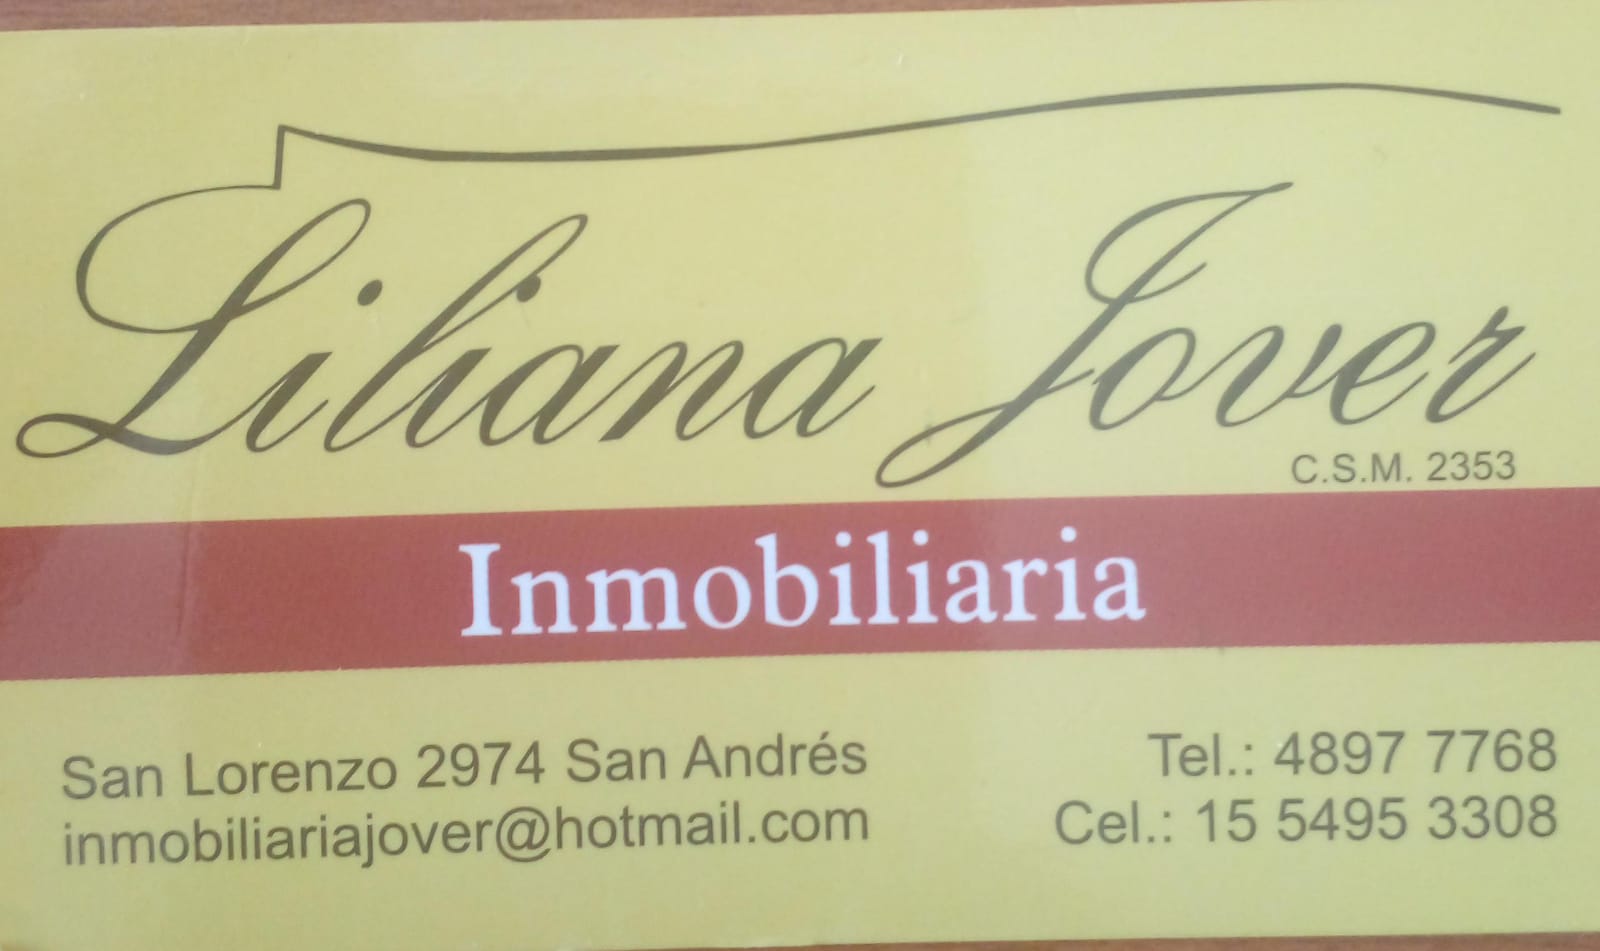 Liliana Jover
C.S.M. 2353
Inmobiliaria
San Lorenzo 2974 San Andrés
inmobiliariajover@hotmail.com
Tel.: 4897 7768
Cel.: 15 5495 3308